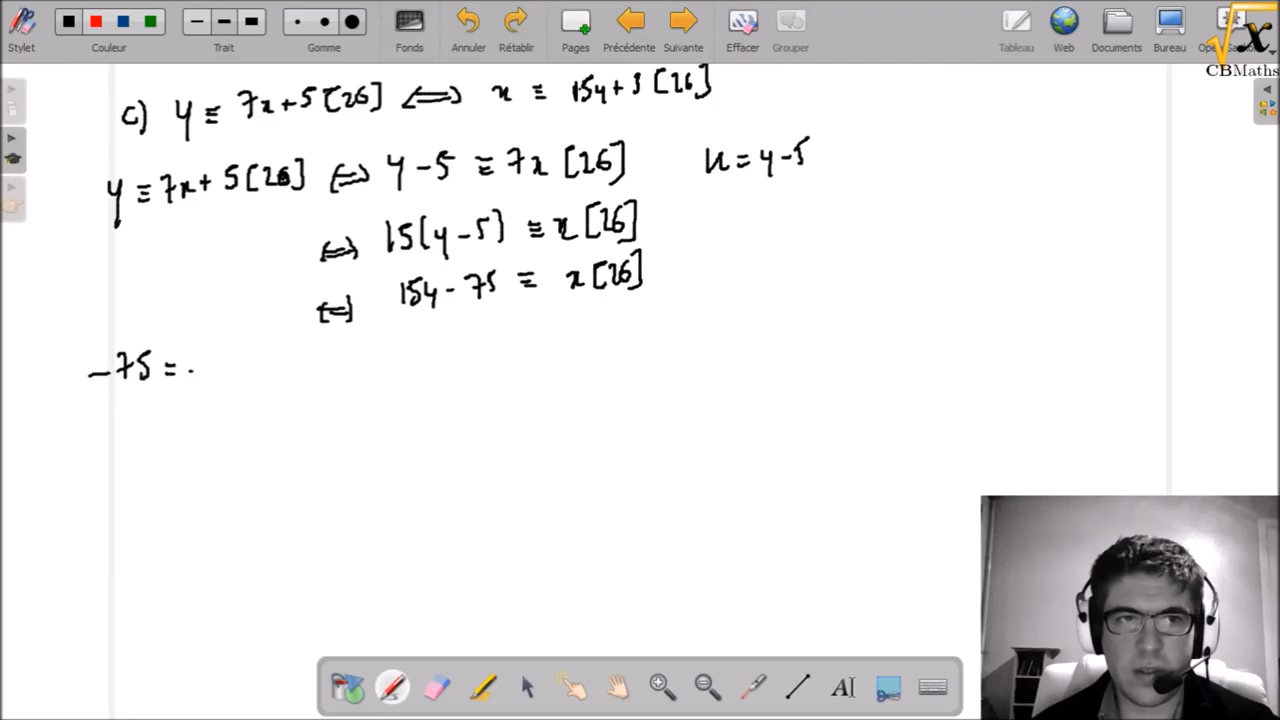 Stylet Couleur Trait Gomme Fonds Annuler Rétablir Pages Précédente Suivante Effacer Grouper Tableau Web Documents Bureau
CBMaths
c) y ≡ 7x+5 [26] ⟺ x ≡ 15y+3 [26]
y ≡ 7x+5 [26] ⟺ y-5 ≡ 7x [26] u = y-5
⟺ 15(y-5) ≡ x [26]
⟺ 15y-75 ≡ x [26]
-75 =